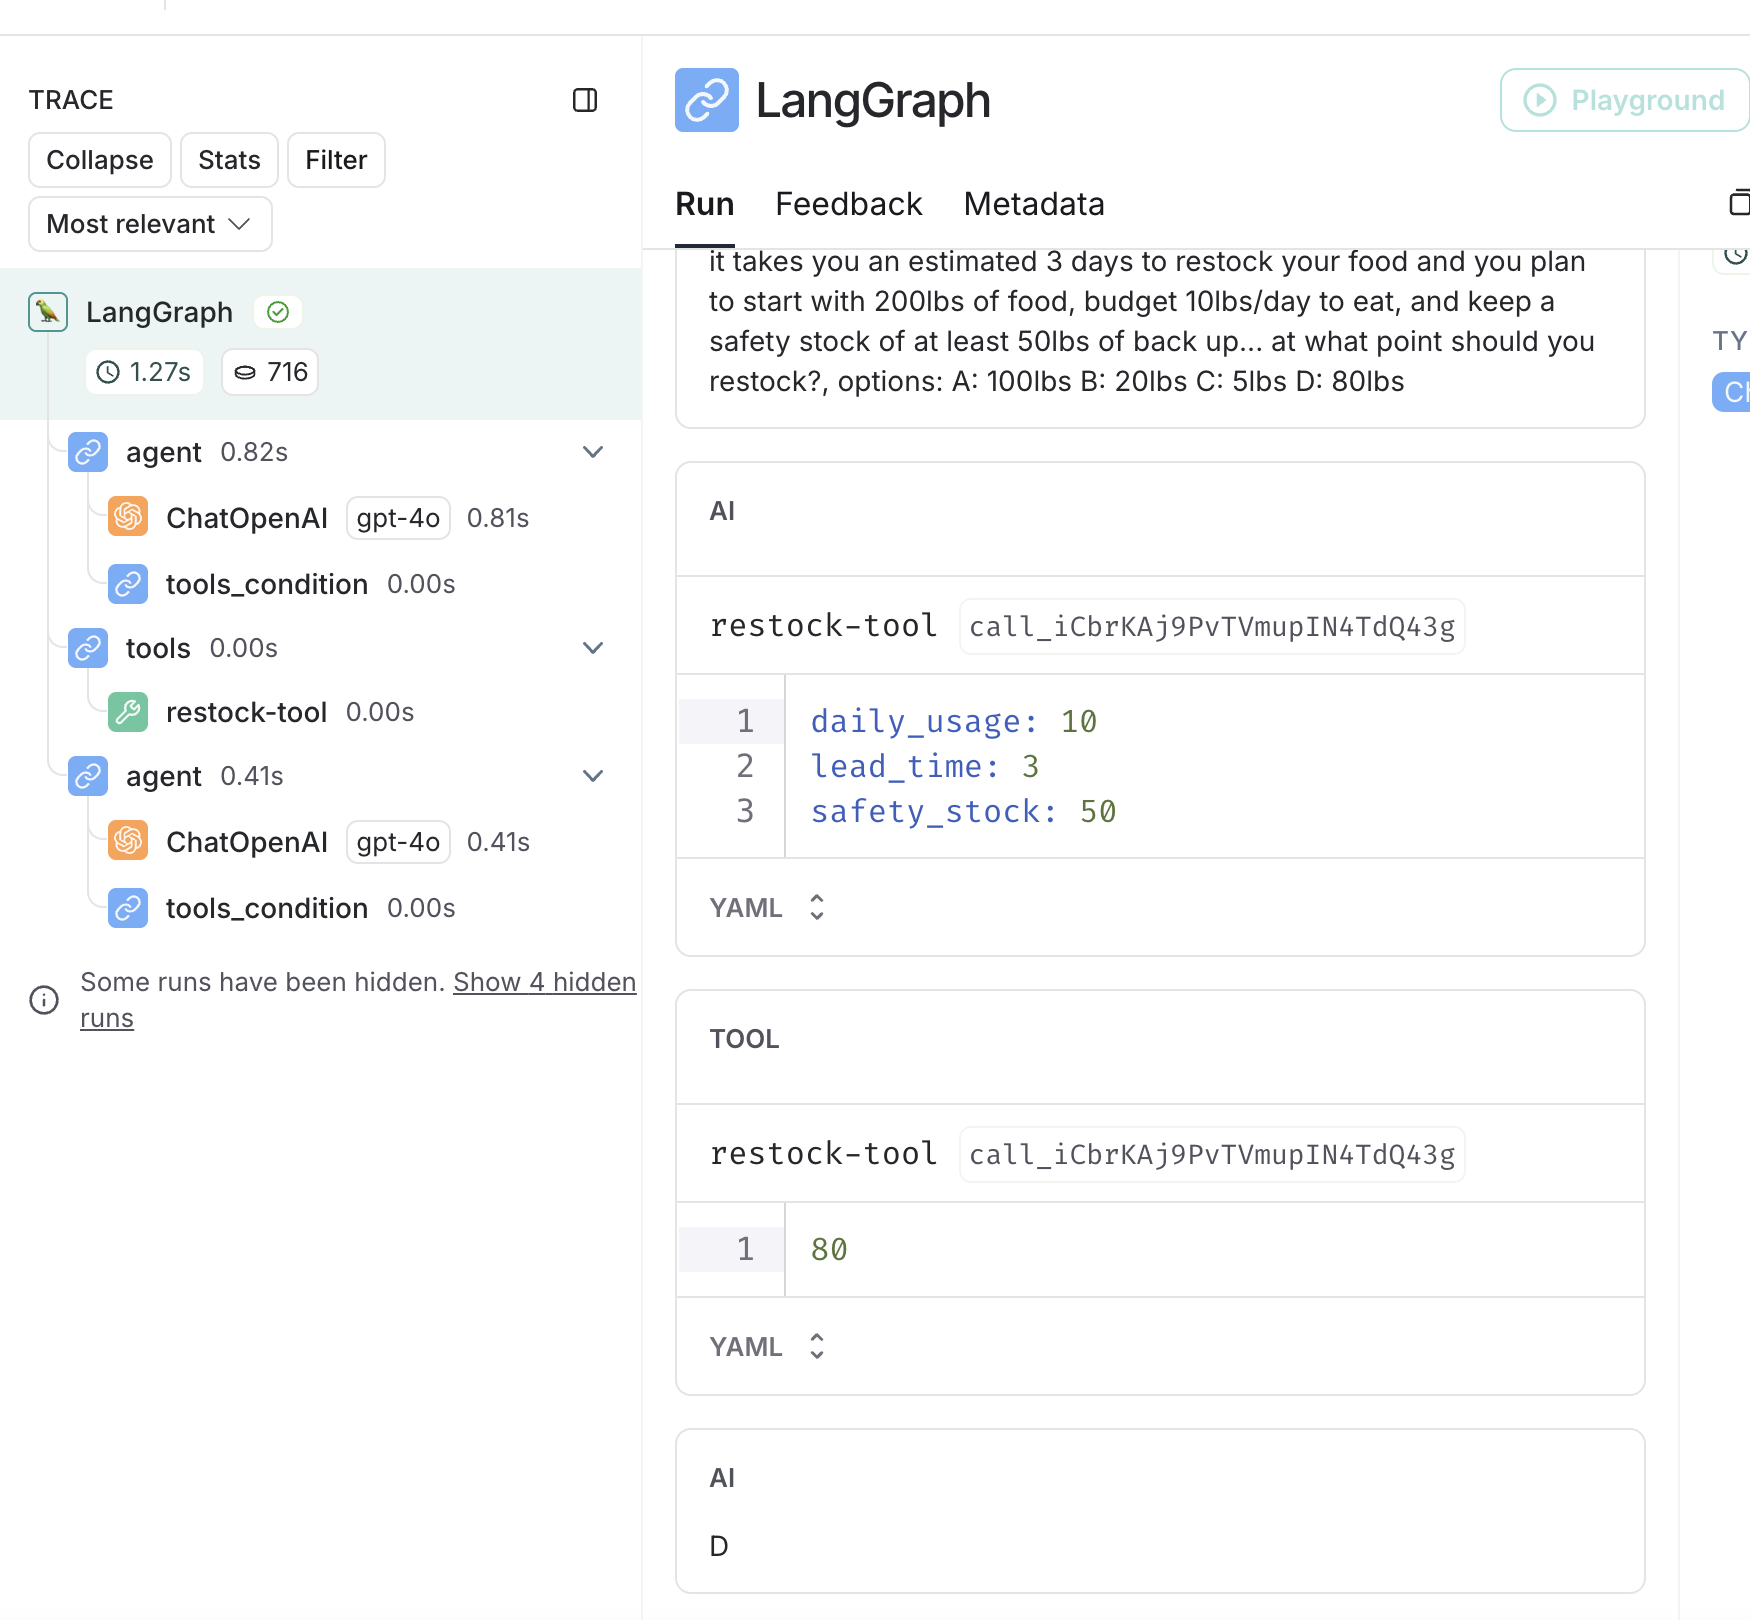 TRACE
Collapse
Stats
Filter
Most relevant
LangGraph
1.27s
716
agent 0.82s
ChatOpenAI gpt-4o 0.81s
tools_condition 0.00s
tools 0.00s
restock-tool 0.00s
agent 0.41s
ChatOpenAI gpt-4o 0.41s
tools_condition 0.00s
Some runs have been hidden. Show 4 hidden
runs
LangGraph
Playground
Run
Feedback
Metadata
it takes you an estimated 3 days to restock your food and you plan
to start with 200lbs of food, budget 10lbs/day to eat, and keep a
safety stock of at least 50lbs of back up... at what point should you
restock?, options: A: 100lbs B: 20lbs C: 5lbs D: 80lbs
AI
restock-tool call_iCbrKAj9PvTVmupIN4TdQ43g
1 daily_usage: 10
2 lead_time: 3
3 safety_stock: 50
YAML
TOOL
restock-tool call_iCbrKAj9PvTVmupIN4TdQ43g
1 80
YAML
AI
D
TY